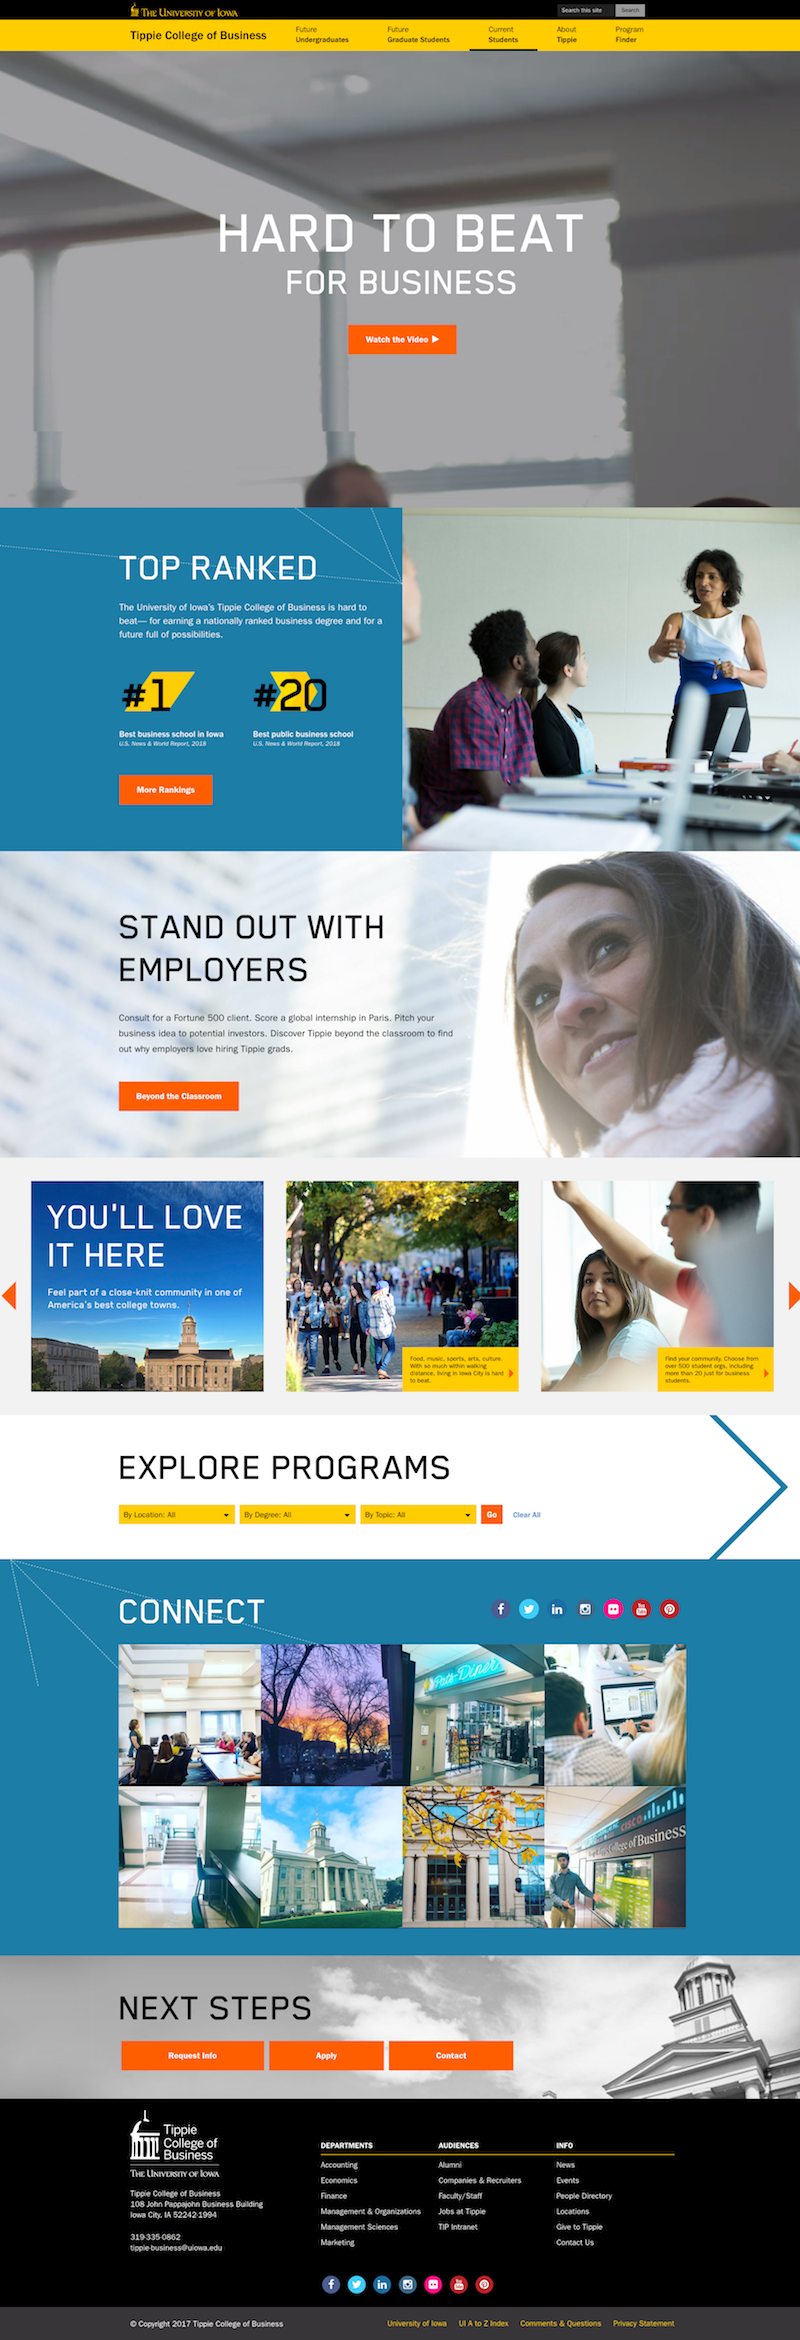 THE UNIVERSITY OF IOWA
Search this site
Search
Tippie College of Business
Future
Undergraduates
Future
Graduate Students
Current
Students
About
Tippie
Program
Finder
HARD TO BEAT
FOR BUSINESS
Watch the Video
TOP RANKED
The University of Iowa's Tippie College of Business is hard to
beat— for earning a nationally ranked business degree and for a
future full of possibilities.
#1
Best business school in Iowa
U.S. News & World Report, 2018
#20
Best public business school
U.S. News & World Report, 2018
More Rankings
STAND OUT WITH
EMPLOYERS
Consult for a Fortune 500 client. Score a global internship in Paris. Pitch your
business idea to potential investors. Discover Tippie beyond the classroom to find
out why employers love hiring Tippie grads.
Beyond the Classroom
YOU'LL LOVE
IT HERE
Feel part of a close-knit community in one of
America's best college towns.
Food, music, sports, arts, culture.
With so much within walking
distance, living in Iowa City is hard
to beat.
Find your community. Choose from
over 500 student orgs, including
more than 20 just for business
students.
EXPLORE PROGRAMS
By Location: All
By Degree: All
By Topic: All
Go
Clear All
CONNECT
Pat's Diner
CISCO
College of Business
NEXT STEPS
Request Info
Apply
Contact
Tippie
College of
Business
THE UNIVERSITY OF IOWA
Tippie College of Business
108 John Pappajohn Business Building
Iowa City, IA 52242-1994
319-335-0862
tippie-business@uiowa.edu
DEPARTMENTS
Accounting
Economics
Finance
Management & Organizations
Management Sciences
Marketing
AUDIENCES
Alumni
Companies & Recruiters
Faculty/Staff
Jobs at Tippie
TIP Intranet
INFO
News
Events
People Directory
Locations
Give to Tippie
Contact Us
© Copyright 2017 Tippie College of Business
University of Iowa
UI A to Z Index
Comments & Questions
Privacy Statement